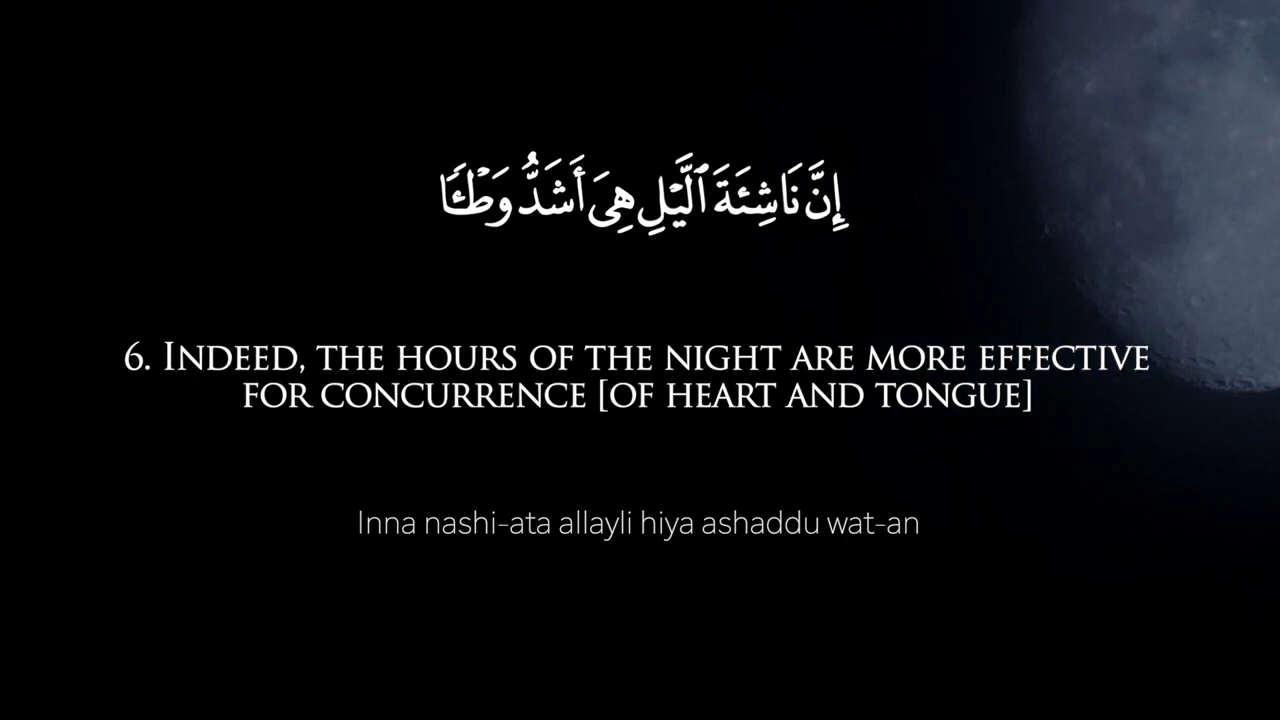 إِنَّ نَاشِئَةَ ٱلَّيْلِ هِىَ أَشَدُّ وَطْـًٔا
6. Indeed, the hours of the night are more effective
for concurrence [of heart and tongue]
Inna nashi-ata allayli hiya ashaddu wat-an